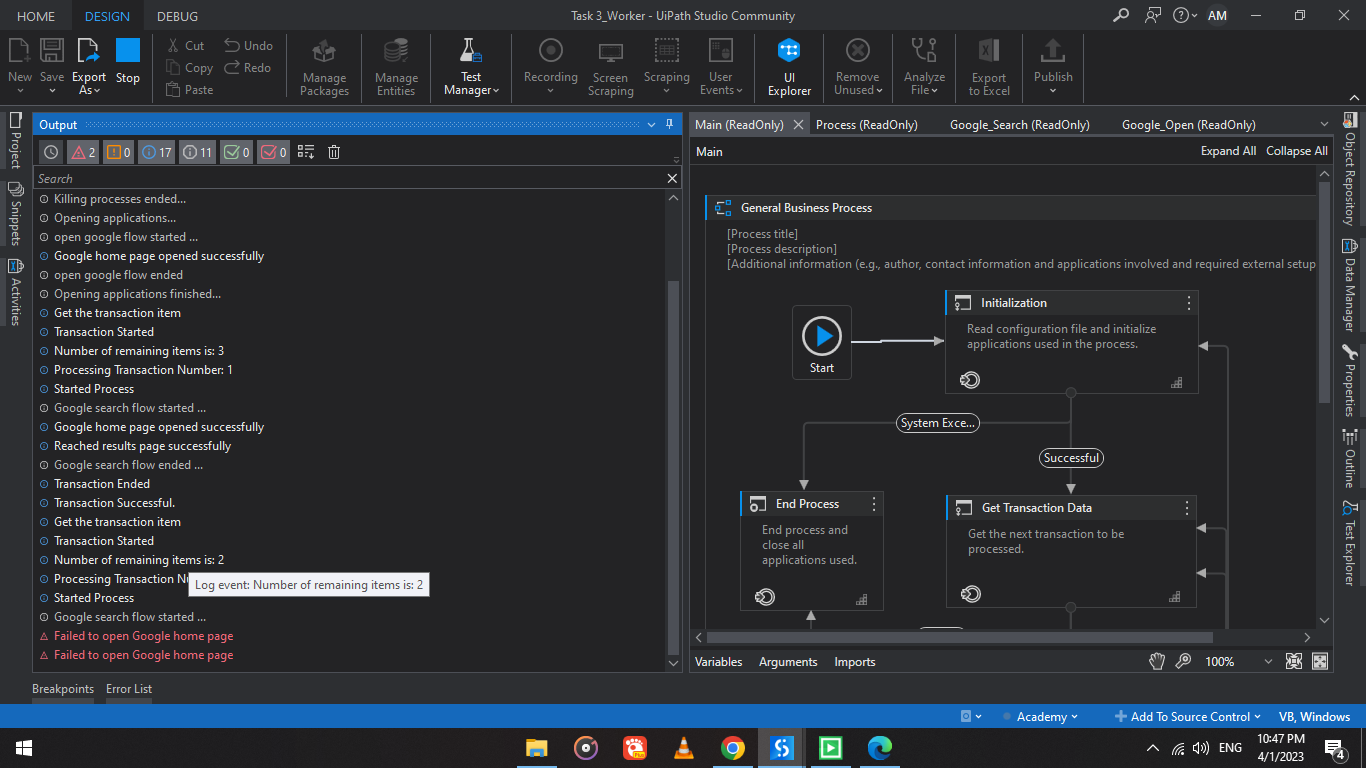 HOME DESIGN DEBUG Task 3_Worker - UiPath Studio Community AM
New Save Export As Stop
Cut Undo
Copy Redo
Paste
Manage Packages
Manage Entities
Test Manager
Recording
Screen Scraping
Scraping
User Events
UI Explorer
Remove Unused
Analyze File
Export to Excel
Publish
Project
Snippets
Activities
Output
2 0 17 11 0 0
Search
Killing processes ended...
Opening applications...
open google flow started ...
Google home page opened successfully
open google flow ended
Opening applications finished...
Get the transaction item
Transaction Started
Number of remaining items is: 3
Processing Transaction Number: 1
Started Process
Google search flow started ...
Google home page opened successfully
Reached results page successfully
Google search flow ended ...
Transaction Ended
Transaction Successful.
Get the transaction item
Transaction Started
Number of remaining items is: 2
Processing Transaction
Log event: Number of remaining items is: 2
Started Process
Google search flow started ...
Failed to open Google home page
Failed to open Google home page
Breakpoints Error List
Main (ReadOnly) Process (ReadOnly) Google_Search (ReadOnly) Google_Open (ReadOnly)
Main Expand All Collapse All
General Business Process
[Process title]
[Process description]
[Additional information (e.g., author, contact information and applications involved and required external setup
Start
Initialization
Read configuration file and initialize
applications used in the process.
System Exce...
Successful
End Process
End process and
close all
applications used.
Get Transaction Data
Get the next transaction to be
processed.
Variables Arguments Imports 100%
Object Repository
Data Manager
Properties
Outline
Test Explorer
Academy Add To Source Control VB, Windows
ENG
10:47 PM
4/1/2023
4